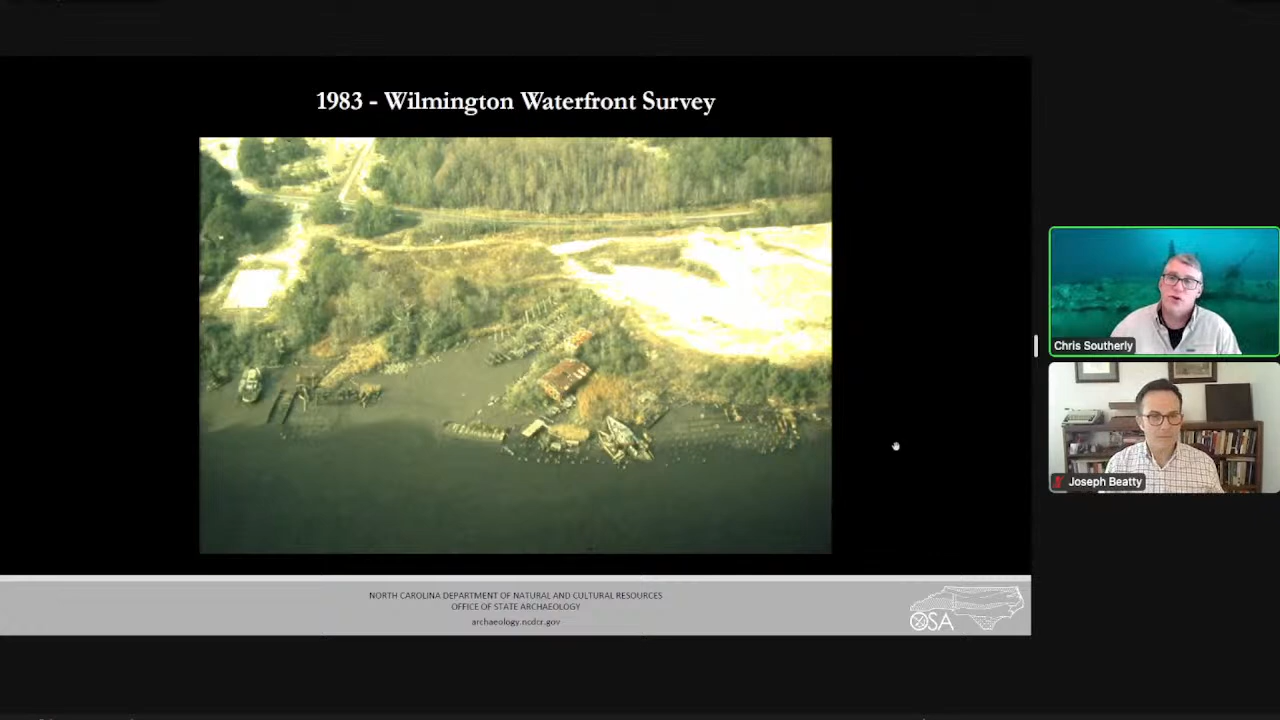 1983 - Wilmington Waterfront Survey
Chris Southerly
Joseph Beatty
NORTH CAROLINA DEPARTMENT OF NATURAL AND CULTURAL RESOURCES
OFFICE OF STATE ARCHAEOLOGY
archaeology.ncdcr.gov
OSA